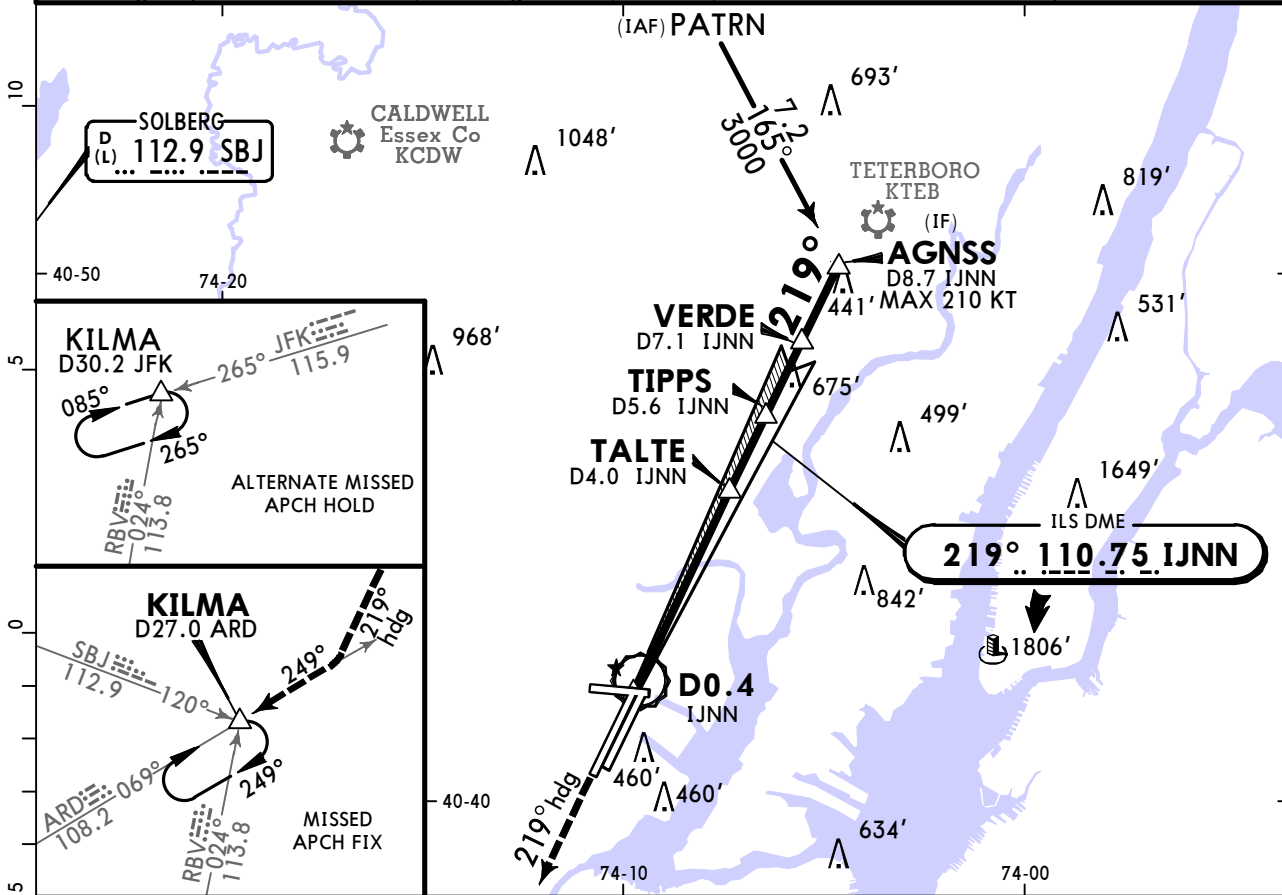 (IAF) PATRN
7.2
165°
3000
693'
10
SOLBERG
D
(L) 112.9 SBJ
CALDWELL
Essex Co
KCDW
1048'
TETERBORO
KTEB
819'
(IF)
AGNSS
D8.7 IJNN
MAX 210 KT
40-50
74-20
219°
441'
VERDE
D7.1 IJNN
531'
KILMA
D30.2 JFK
JFK
115.9
265°
085°
265°
RBV
024°
113.8
ALTERNATE MISSED
APCH HOLD
968'
5
TIPPS
D5.6 IJNN
675'
499'
TALTE
D4.0 IJNN
1649'
ILS DME
219° 110.75 IJNN
842'
1806'
0
KILMA
D27.0 ARD
219°
hdg
249°
SBJ
112.9
120°
069°
249°
ARD
108.2
RBV
024°
113.8
MISSED
APCH FIX
D0.4
IJNN
460'
460'
40-40
219° hdg
634'
74-10
74-00
5